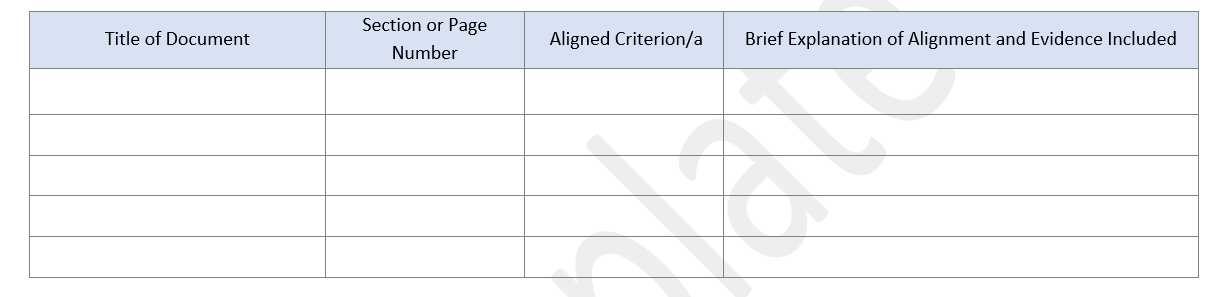 Title of Document
Section or Page
Number
Aligned Criterion/a
Brief Explanation of Alignment and Evidence Included